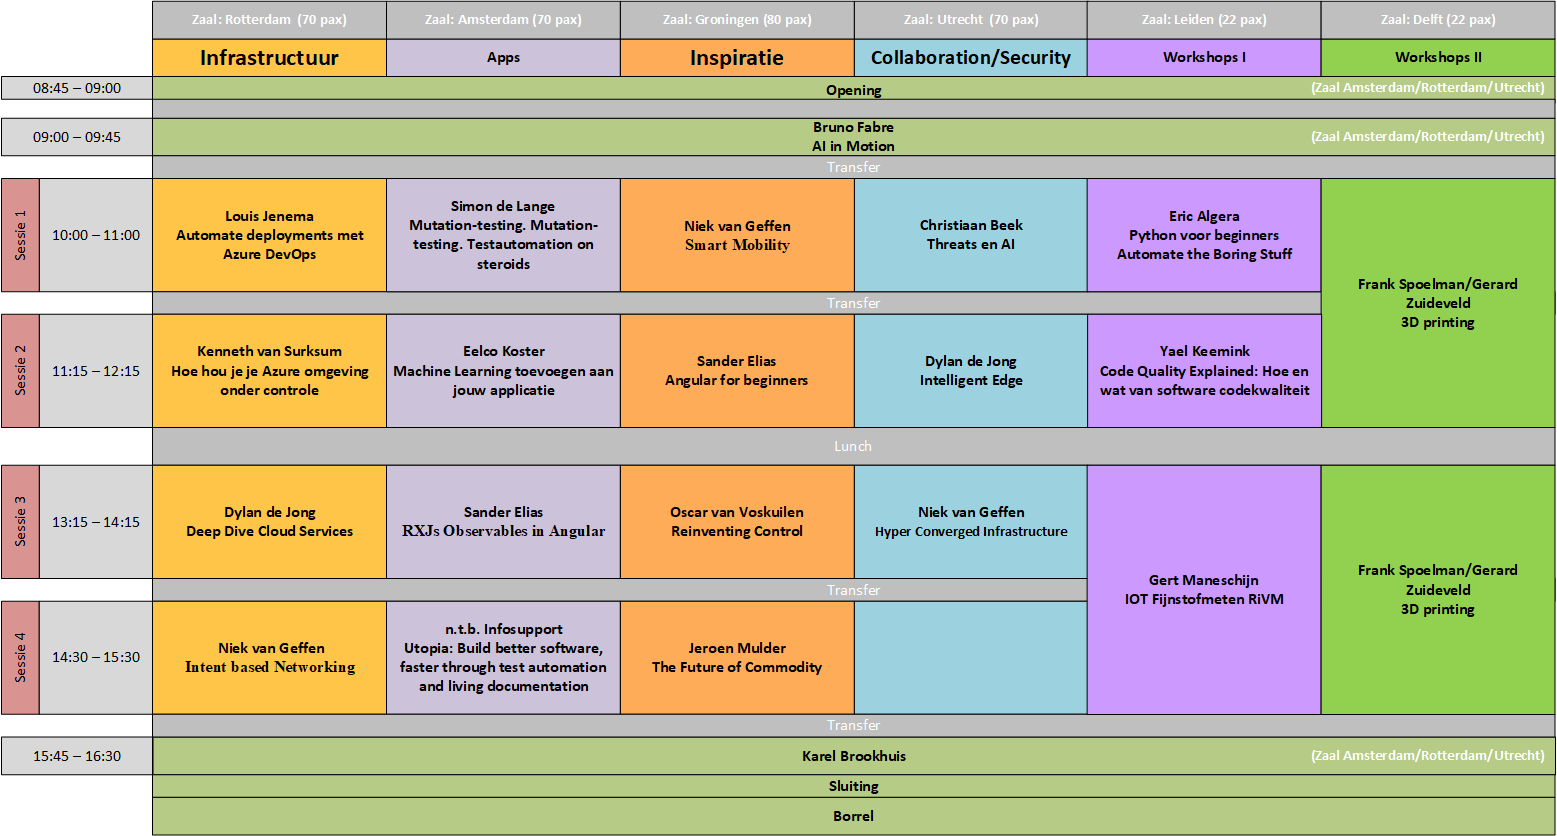 Zaal: Rotterdam (70 pax)
Zaal: Amsterdam (70 pax)
Zaal: Groningen (80 pax)
Zaal: Utrecht (70 pax)
Zaal: Leiden (22 pax)
Zaal: Delft (22 pax)
Infrastructuur
Apps
Inspiratie
Collaboration/Security
Workshops I
Workshops II
08:45 – 09:00
Opening
(Zaal Amsterdam/Rotterdam/Utrecht)
09:00 – 09:45
Bruno Fabre
AI in Motion
(Zaal Amsterdam/Rotterdam/Utrecht)
Transfer
Sessie 1
10:00 – 11:00
Louis Jenema
Automate deployments met
Azure DevOps
Simon de Lange
Mutation-testing. Mutation-
testing. Testautomation on
steroids
Niek van Geffen
Smart Mobility
Christiaan Beek
Threats en AI
Eric Algera
Python voor beginners
Automate the Boring Stuff
Frank Spoelman/Gerard
Zuideveld
3D printing
Transfer
Sessie 2
11:15 – 12:15
Kenneth van Surksum
Hoe hou je je Azure omgeving
onder controle
Eelco Koster
Machine Learning toevoegen aan
jouw applicatie
Sander Elias
Angular for beginners
Dylan de Jong
Intelligent Edge
Yael Keemink
Code Quality Explained: Hoe en
wat van software codekwaliteit
Lunch
Sessie 3
13:15 – 14:15
Dylan de Jong
Deep Dive Cloud Services
Sander Elias
RXJs Observables in Angular
Oscar van Voskuilen
Reinventing Control
Niek van Geffen
Hyper Converged Infrastructure
Gert Maneschijn
IOT Fijnstofmeten RiVM
Frank Spoelman/Gerard
Zuideveld
3D printing
Transfer
Sessie 4
14:30 – 15:30
Niek van Geffen
Intent based Networking
n.t.b. Infosupport
Utopia: Build better software,
faster through test automation
and living documentation
Jeroen Mulder
The Future of Commodity
Transfer
15:45 – 16:30
Karel Brookhuis
(Zaal Amsterdam/Rotterdam/Utrecht)
Sluiting
Borrel